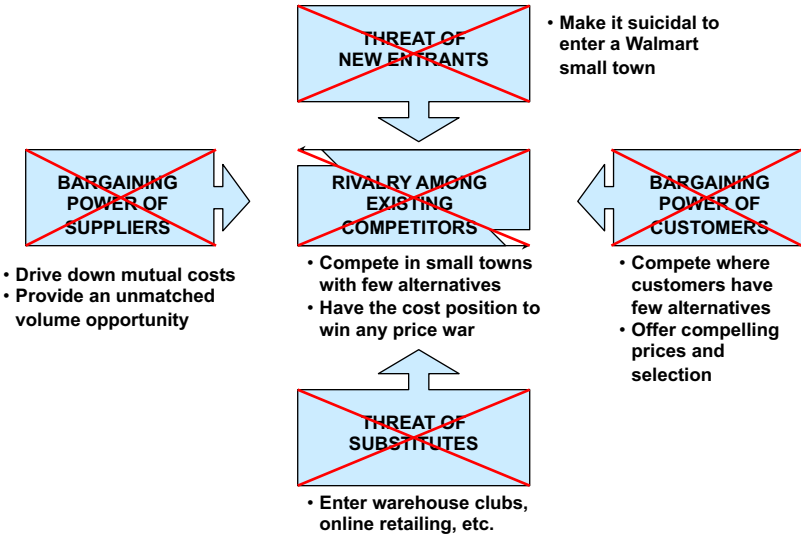 THREAT OF
NEW ENTRANTS
• Make it suicidal to
enter a Walmart
small town
BARGAINING
POWER OF
SUPPLIERS
• Drive down mutual costs
• Provide an unmatched
volume opportunity
RIVALRY AMONG
EXISTING
COMPETITORS
• Compete in small towns
with few alternatives
• Have the cost position to
win any price war
BARGAINING
POWER OF
CUSTOMERS
• Compete where
customers have
few alternatives
• Offer compelling
prices and
selection
THREAT OF
SUBSTITUTES
• Enter warehouse clubs,
online retailing, etc.